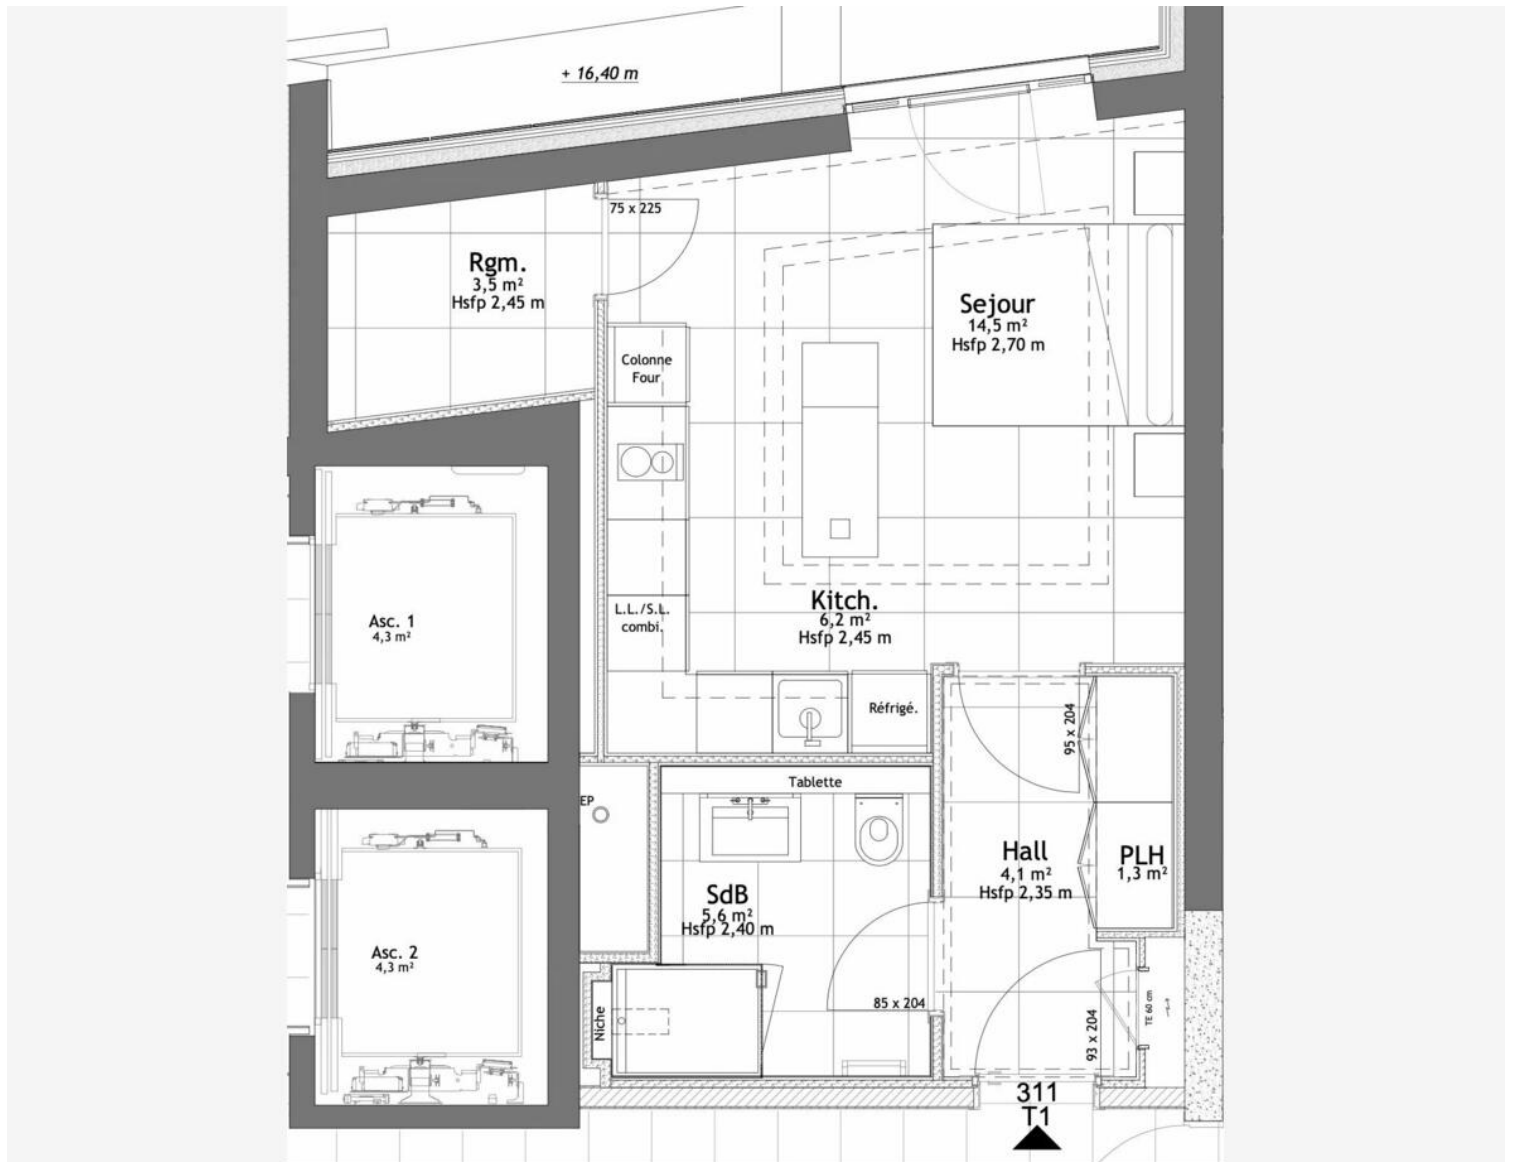 + 16,40 m
75 x 225
Rgm.
3,5 m²
Hsfp 2,45 m
Sejour
14,5 m²
Hsfp 2,70 m
Colonne
Four
Kitch.
6,2 m²
Hsfp 2,45 m
L.L./S.L.
combi.
Asc. 1
4,3 m²
Réfrigé.
95 x 204
Tablette
EP
Hall
4,1 m²
Hsfp 2,35 m
PLH
1,3 m²
SdB
5,6 m²
Hsfp 2,40 m
Asc. 2
4,3 m²
85 x 204
Niche
TE 60 cm
93 x 204
311
T1